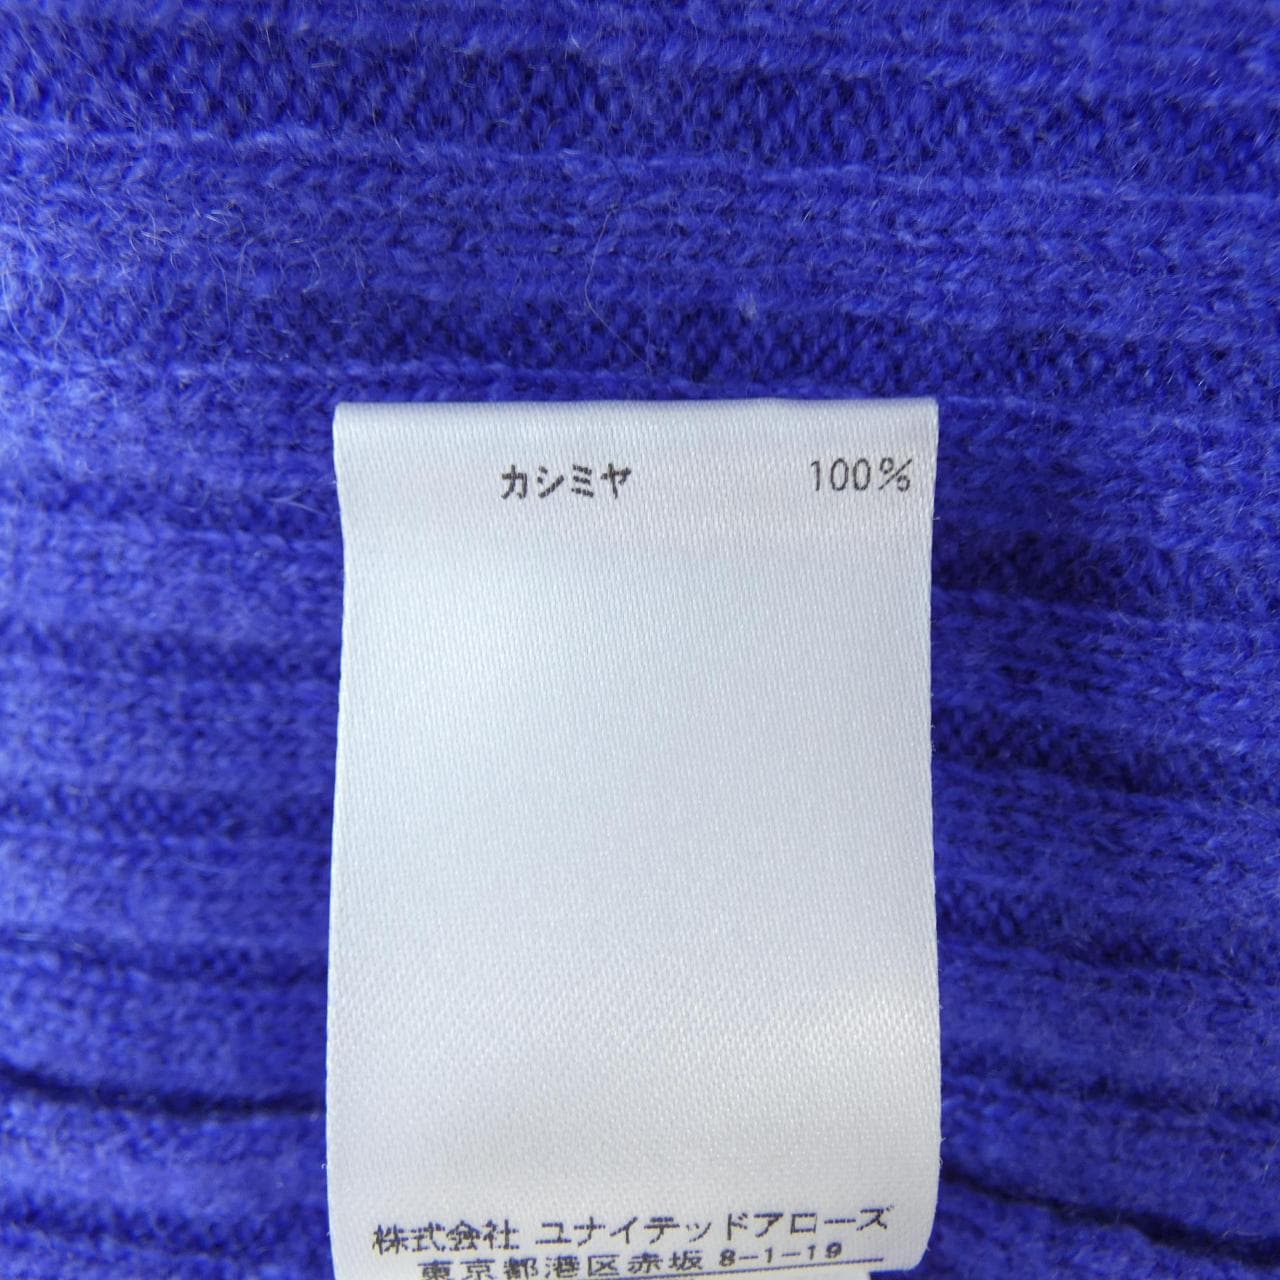 カシミヤ 100%
株式会社 ユナイテッドアローズ
東京都港区赤坂 8-1-19